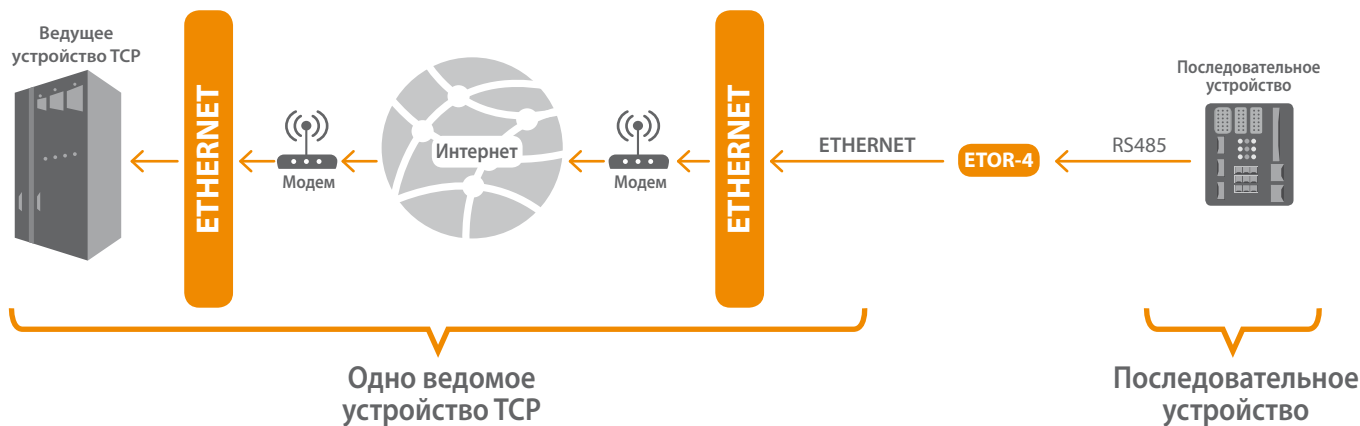 Ведущее
устройство TCP
ETHERNET
Модем
Интернет
Модем
ETHERNET
ETHERNET
ETOR-4
RS485
Последовательное
устройство
Одно ведомое
устройство TCP
Последовательное
устройство